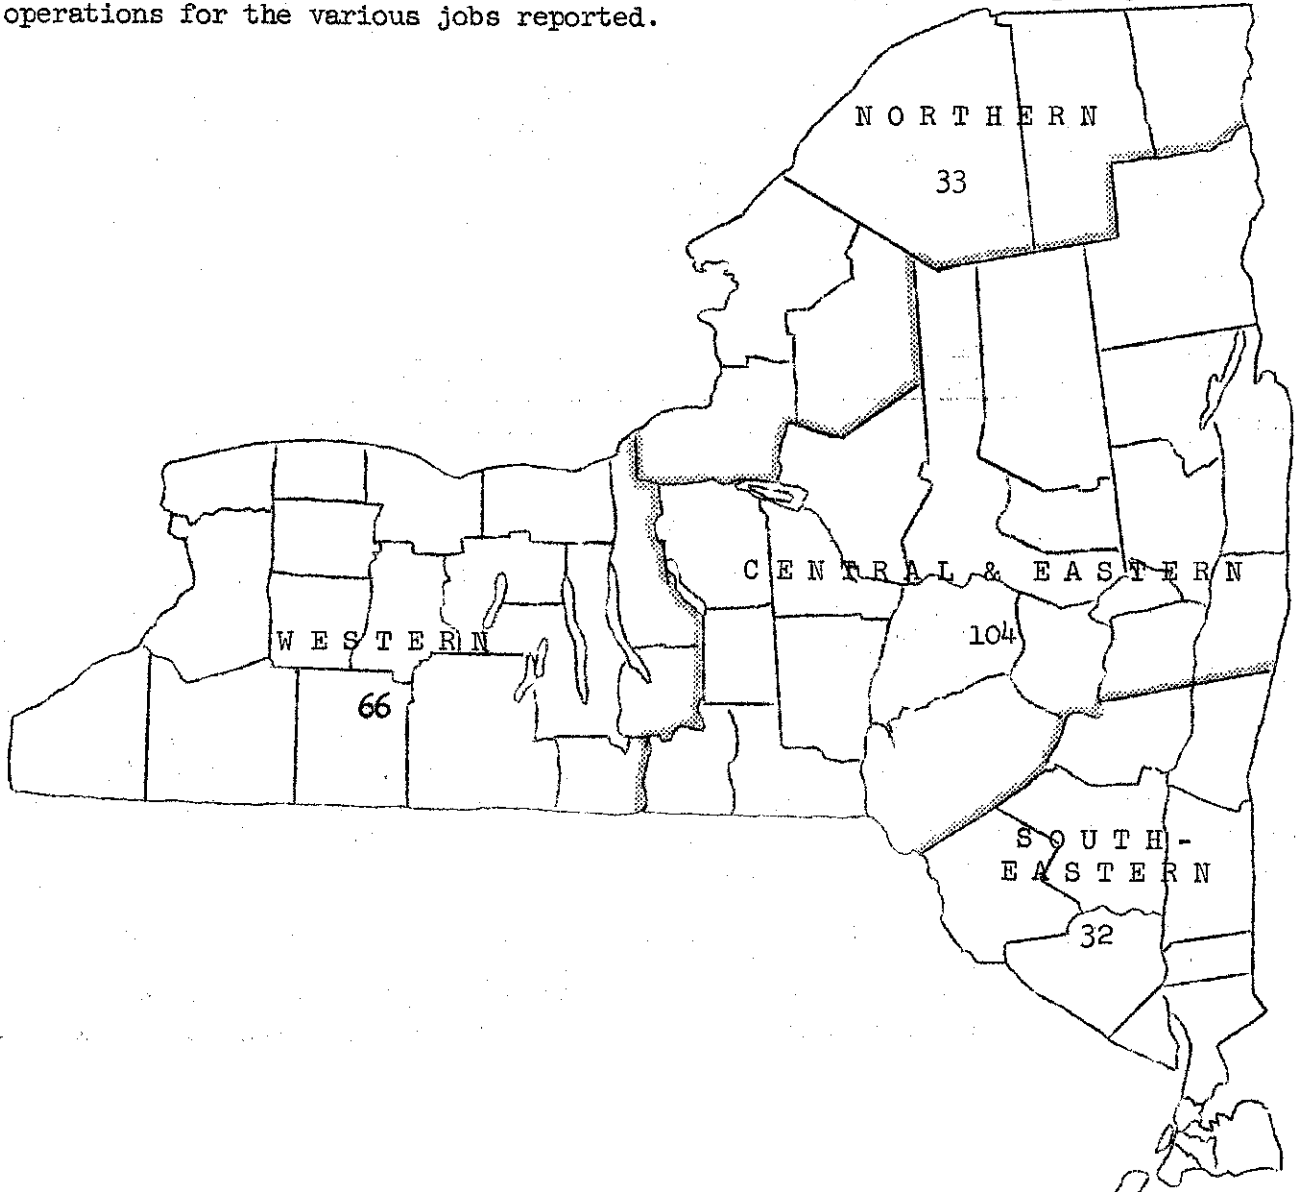 operations for the various jobs reported.
NORTHERN
33
CENTRAL & EASTERN
104
WESTERN
66
SOUTH-
EASTERN
32